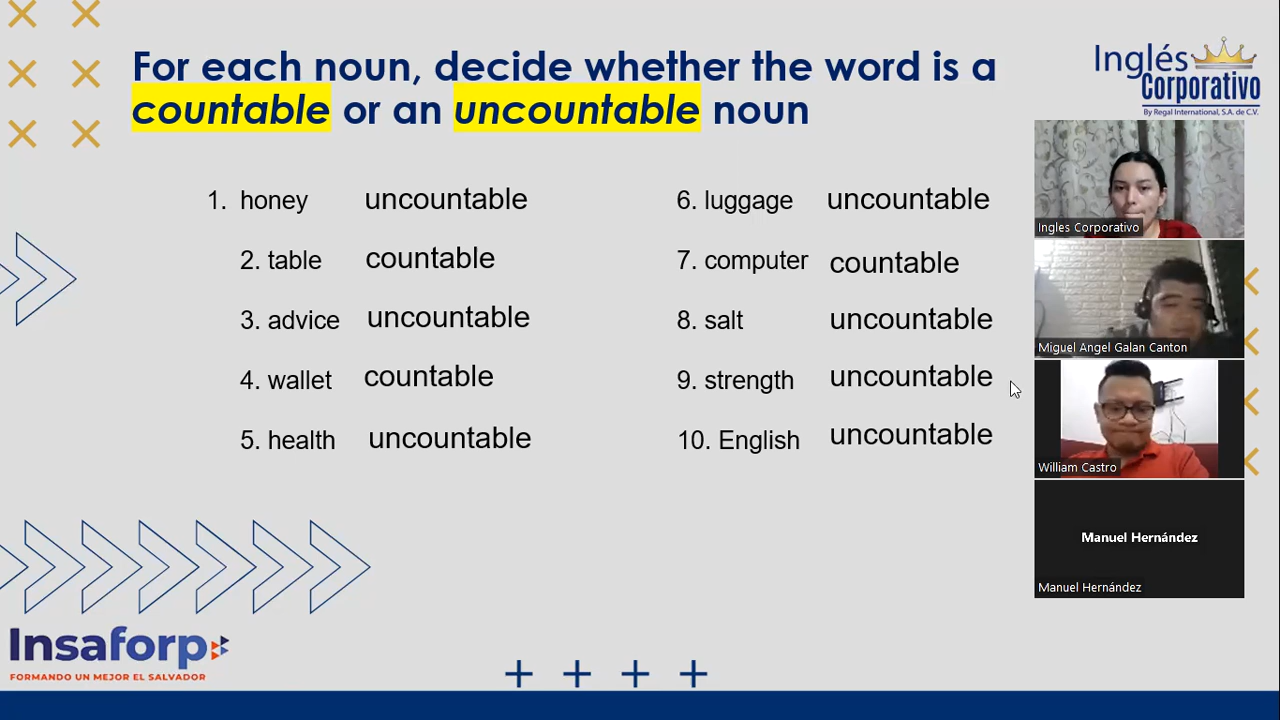 For each noun, decide whether the word is a
countable or an uncountable noun
Inglés
Corporativo
By Regal International, S.A. de C.V.
1. honey uncountable
2. table countable
3. advice uncountable
4. wallet countable
5. health uncountable
6. luggage uncountable
7. computer countable
8. salt uncountable
9. strength uncountable
10. English uncountable
Ingles Corporativo
Miguel Angel Galan Canton
William Castro
Manuel Hernández
Manuel Hernández
Insaforp
FORMANDO UN MEJOR EL SALVADOR